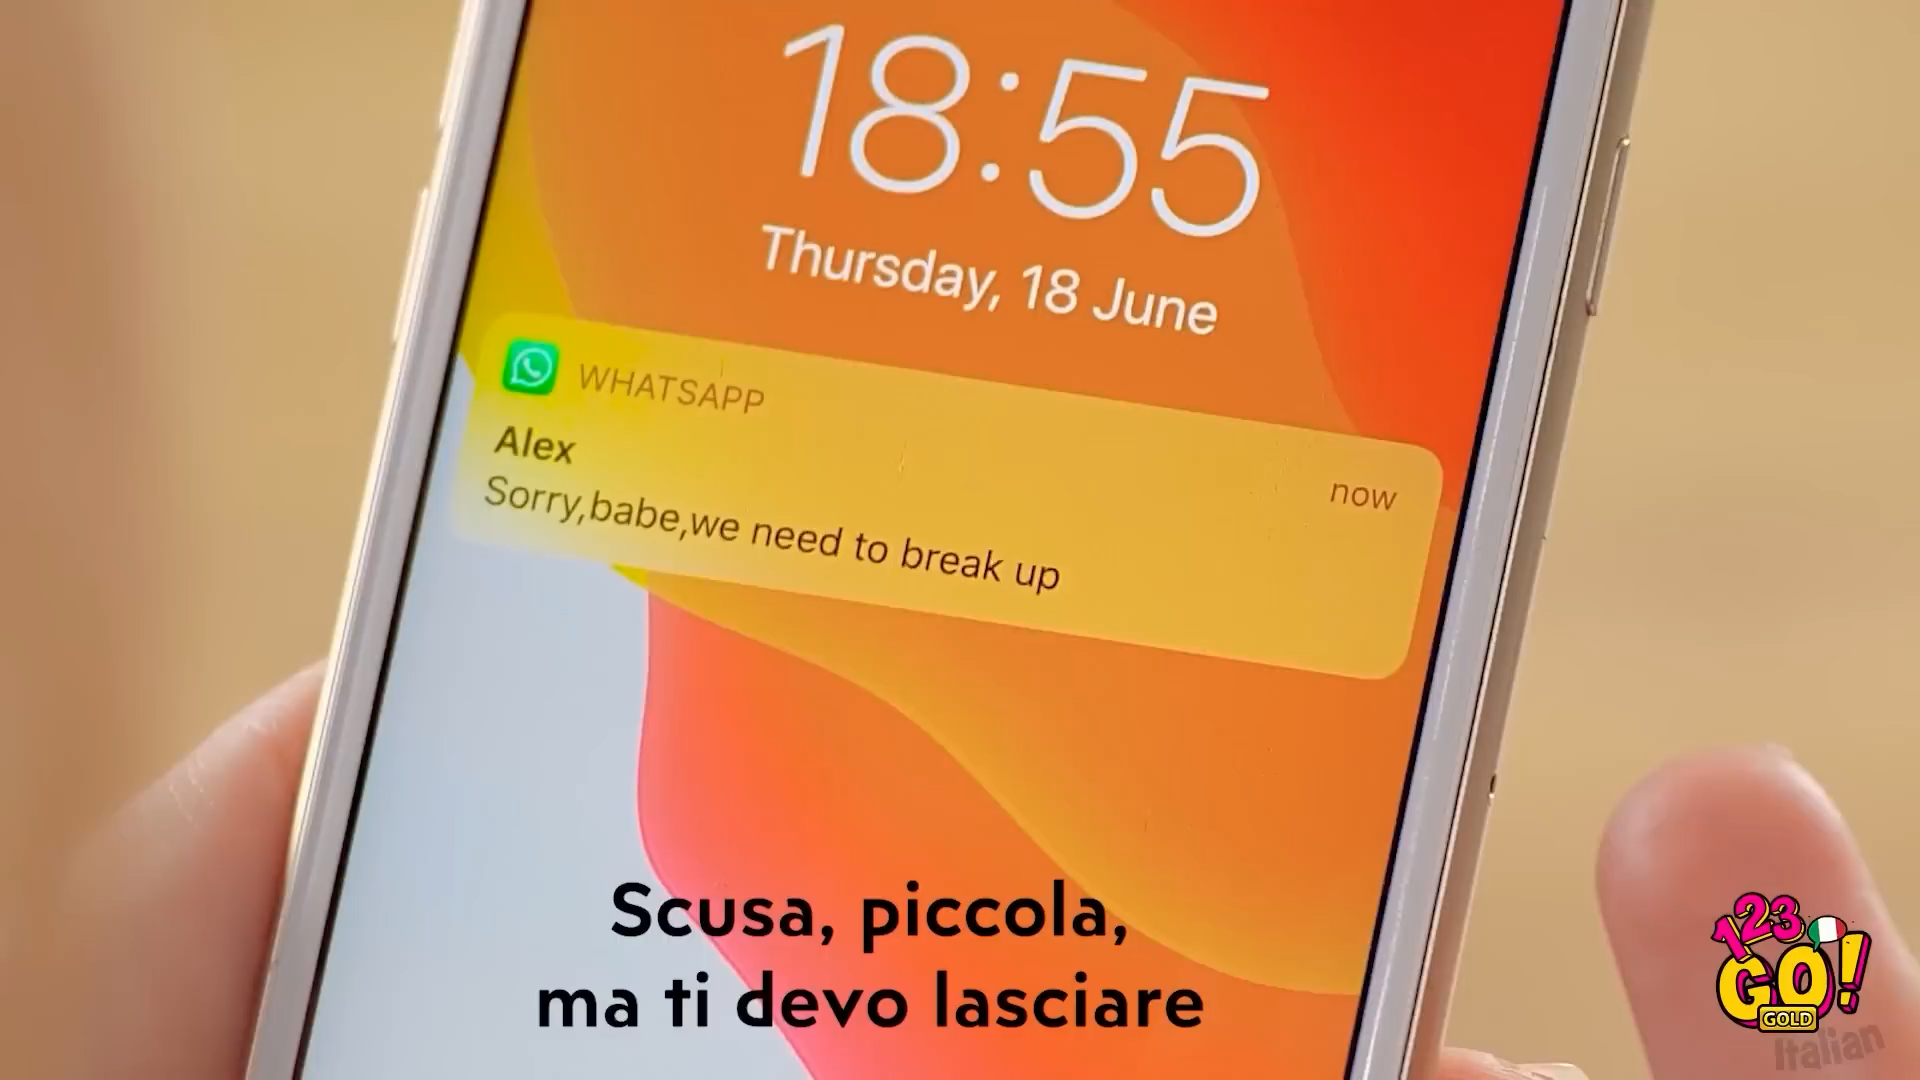 18:55
Thursday, 18 June
WHATSAPP
Alex
now
Sorry,babe,we need to break up
Scusa, piccola,
ma ti devo lasciare
123
GO!
GOLD
Italian